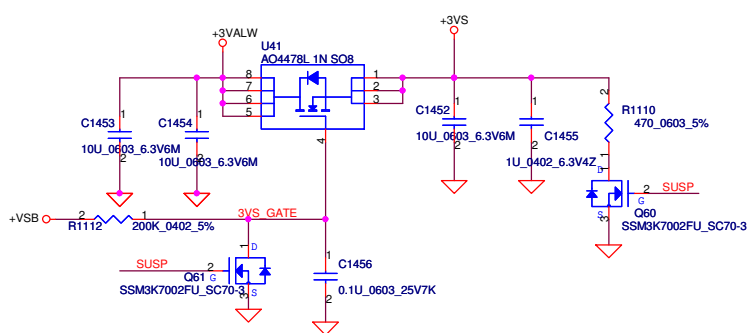 +3VALW
+3VS
U41
AO4478L 1N SO8
8
7
6
5
1
2
3
4
C1453
1
2
10U_0603_6.3V6M
C1454
1
2
10U_0603_6.3V6M
C1452
1
2
10U_0603_6.3V6M
C1455
1
2
1U_0402_6.3V4Z
2
R1110
470_0603_5%
1
D
1
SUSP
2
G
S
3
Q60
SSM3K7002FU_SC70-3
+VSB
2
1
R1112
200K_0402_5%
3VS_GATE
SUSP
2
G
1
D
Q61
S
3
SSM3K7002FU_SC70-3
C1456
1
2
0.1U_0603_25V7K